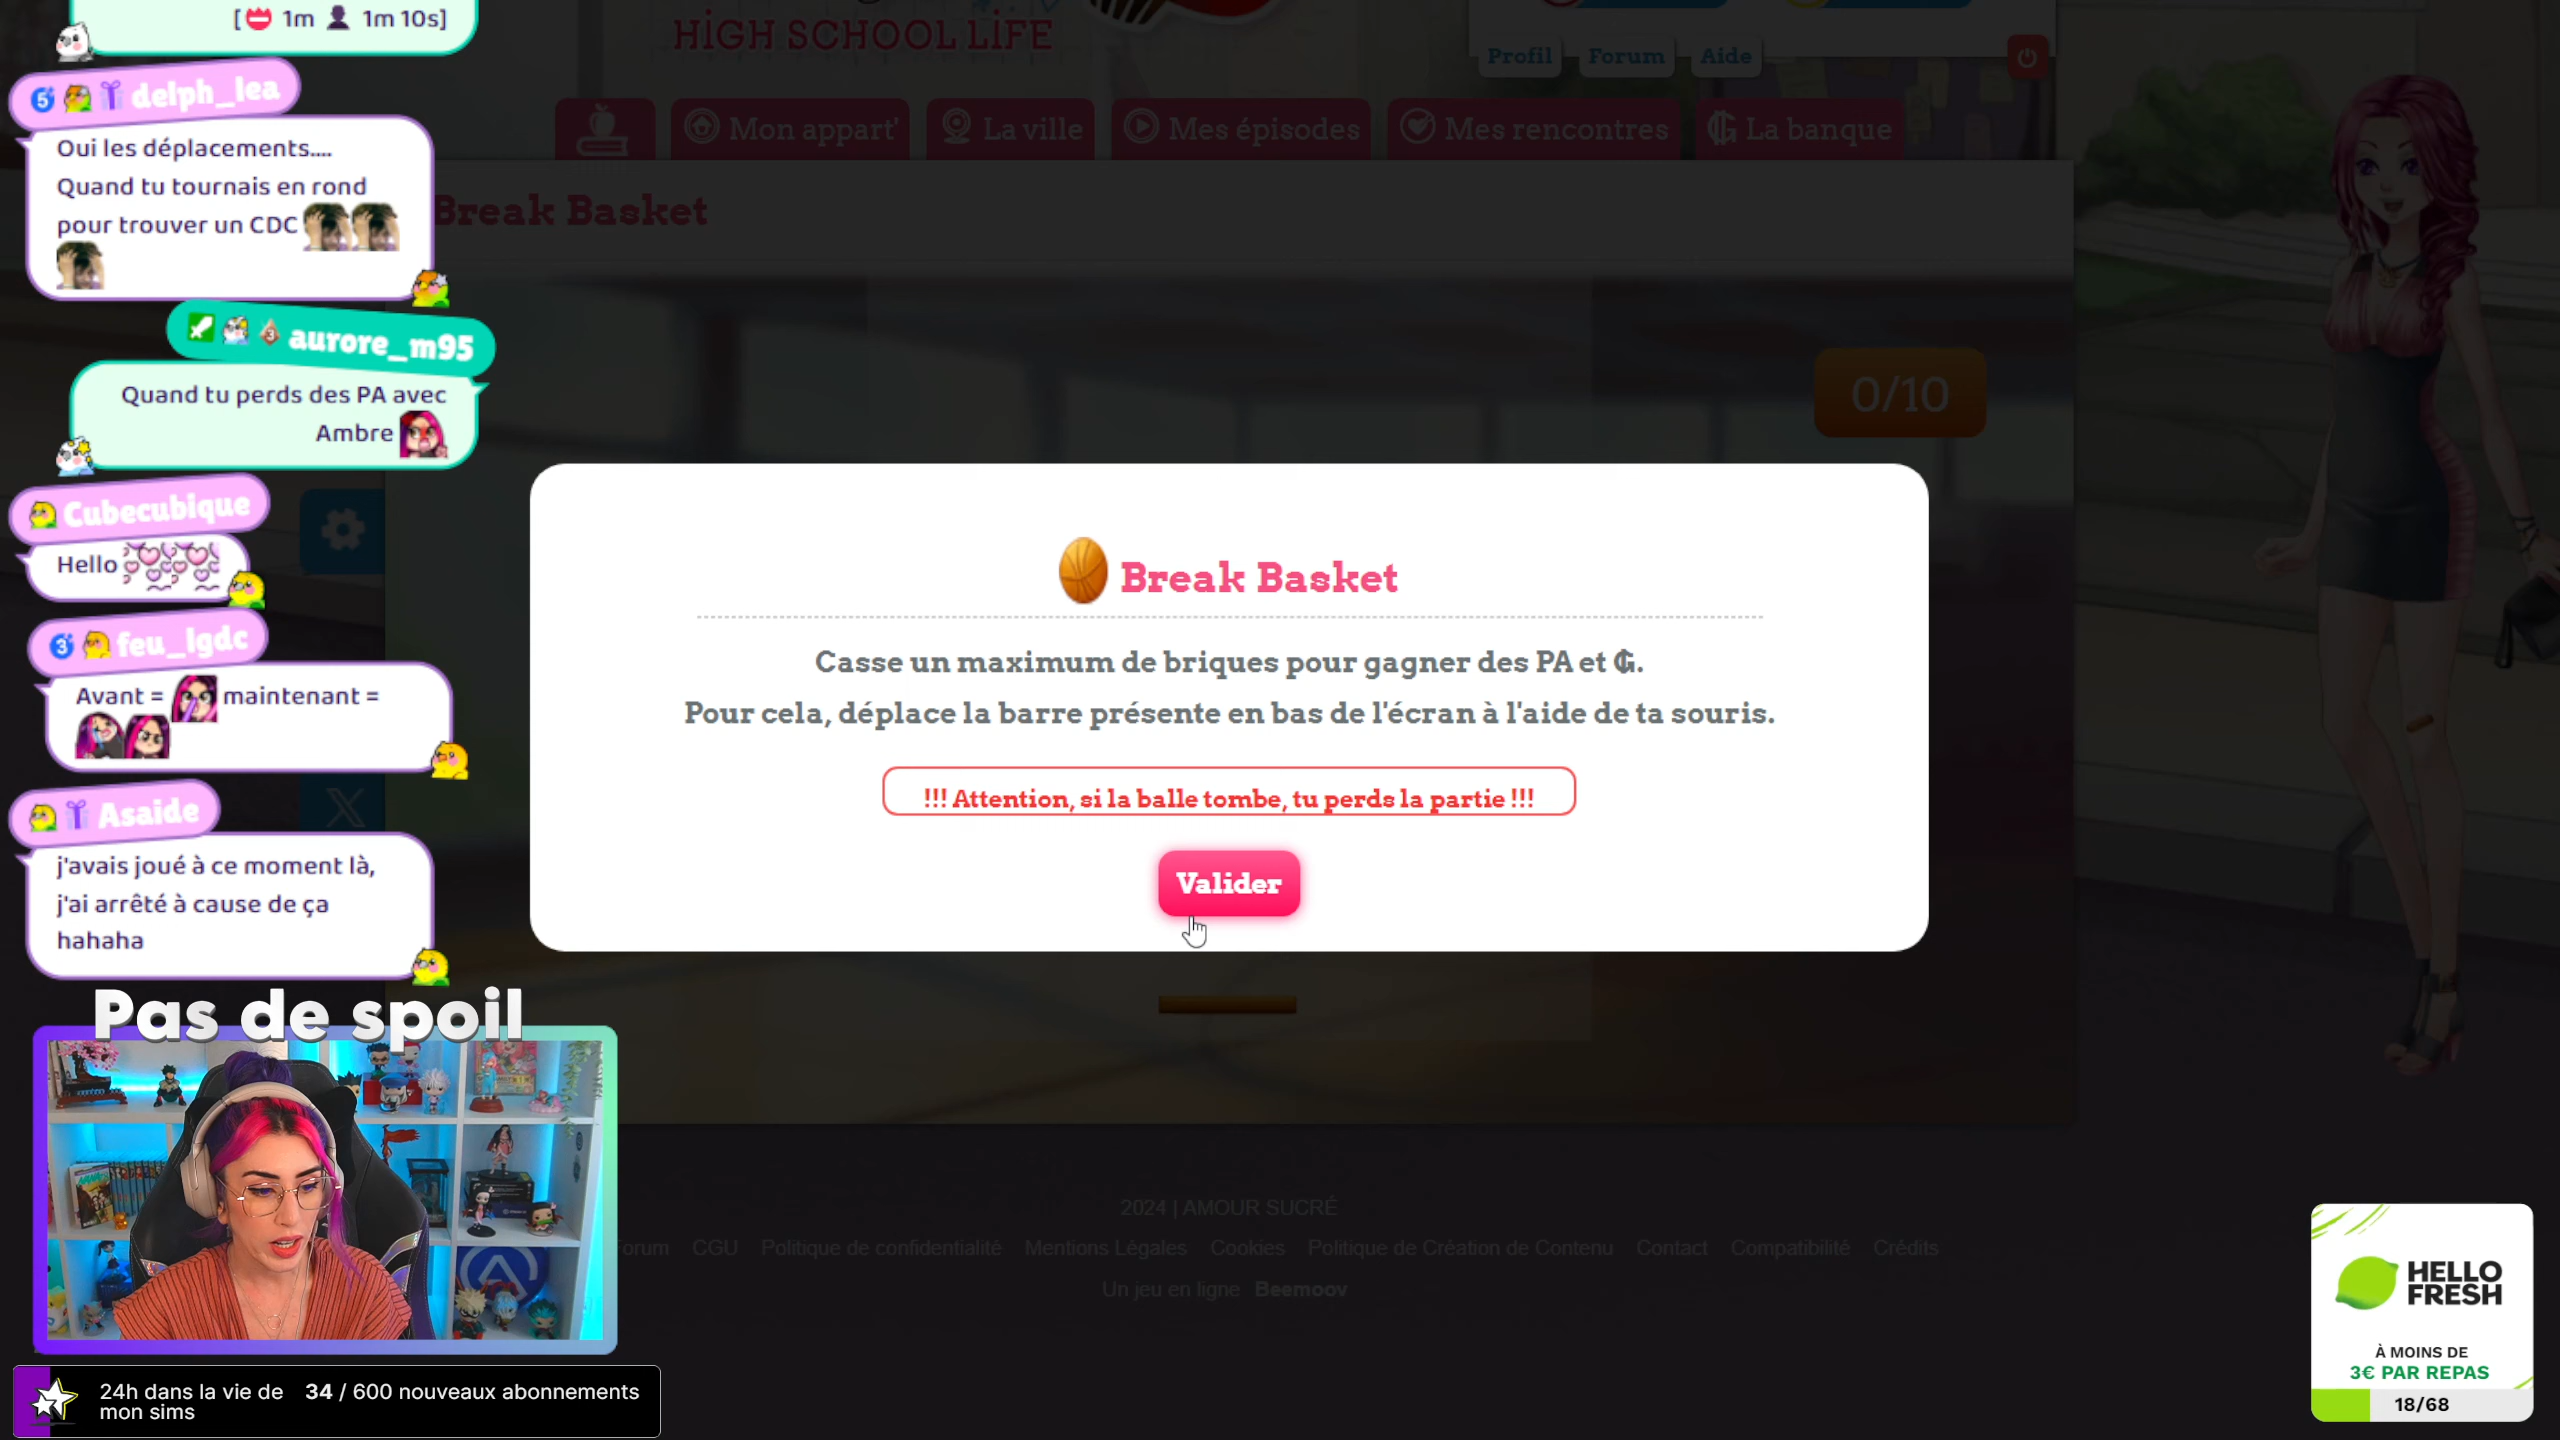 [ 1m 1m 10s]
delph_lea
Oui les déplacements....
Quand tu tournais en rond
pour trouver un CDC
aurore_m95
Quand tu perds des PA avec
Ambre
Cubecubique
Hello
feu_lgdc
Avant = maintenant =
Asaide
j'avais joué à ce moment là,
j'ai arrêté à cause de ça
hahaha
Pas de spoil
24h dans la vie de
mon sims
34 / 600 nouveaux abonnements
HIGH SCHOOL LIFE
Profil
Forum
Aide
Mon appart'
La ville
Mes épisodes
Mes rencontres
La banque
Break Basket
0/10
Break Basket
Casse un maximum de briques pour gagner des PA et ₲.
Pour cela, déplace la barre présente en bas de l'écran à l'aide de ta souris.
!!! Attention, si la balle tombe, tu perds la partie !!!
Valider
2024 | AMOUR SUCRÉ
orum CGU Politique de confidentialité Mentions Légales Cookies Politique de Création de Contenu Contact Compatibilité Crédits
Un jeu en ligne Beemoov
HELLO
FRESH
À MOINS DE
3€ PAR REPAS
18/68